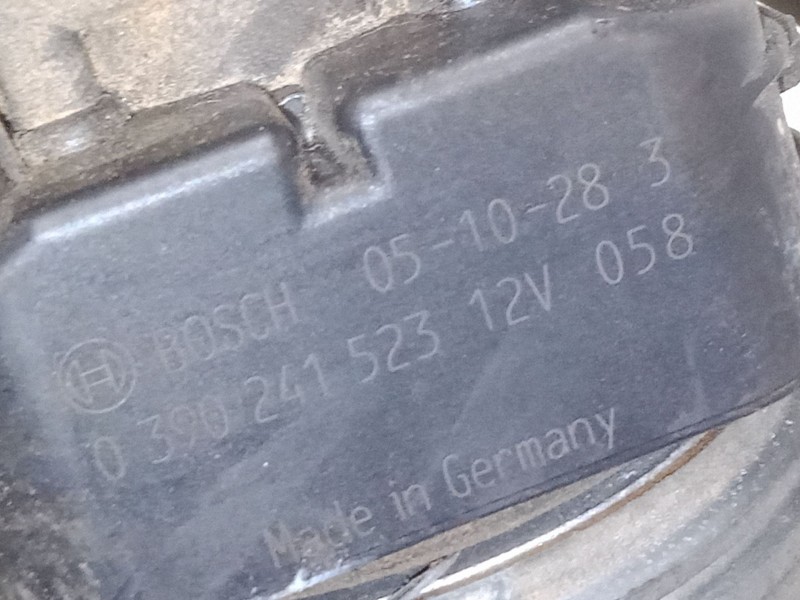 BOSCH 05-10-28 3
0 390 241 523 12V 058
Made in Germany